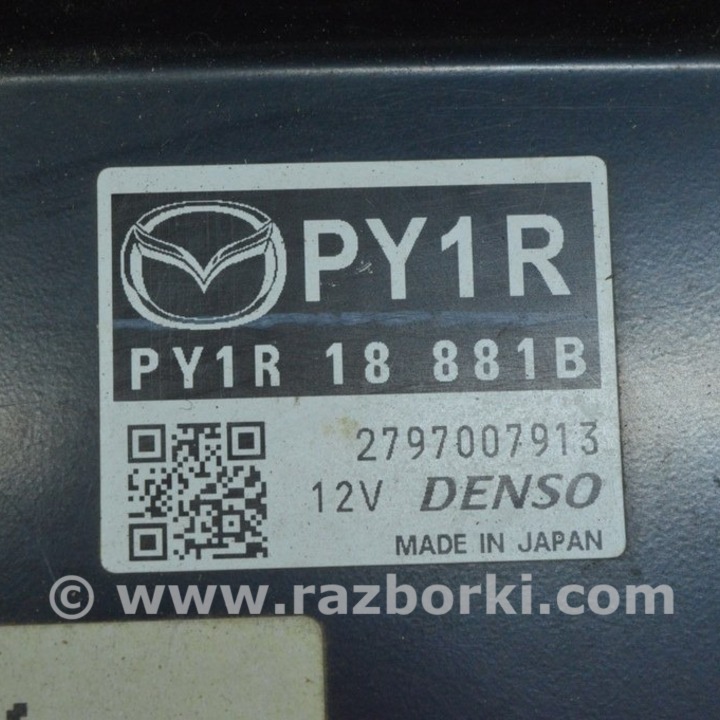 PY1R
PY1R 18 881B
2797007913
12V DENSO
MADE IN JAPAN
© www.razborki.com